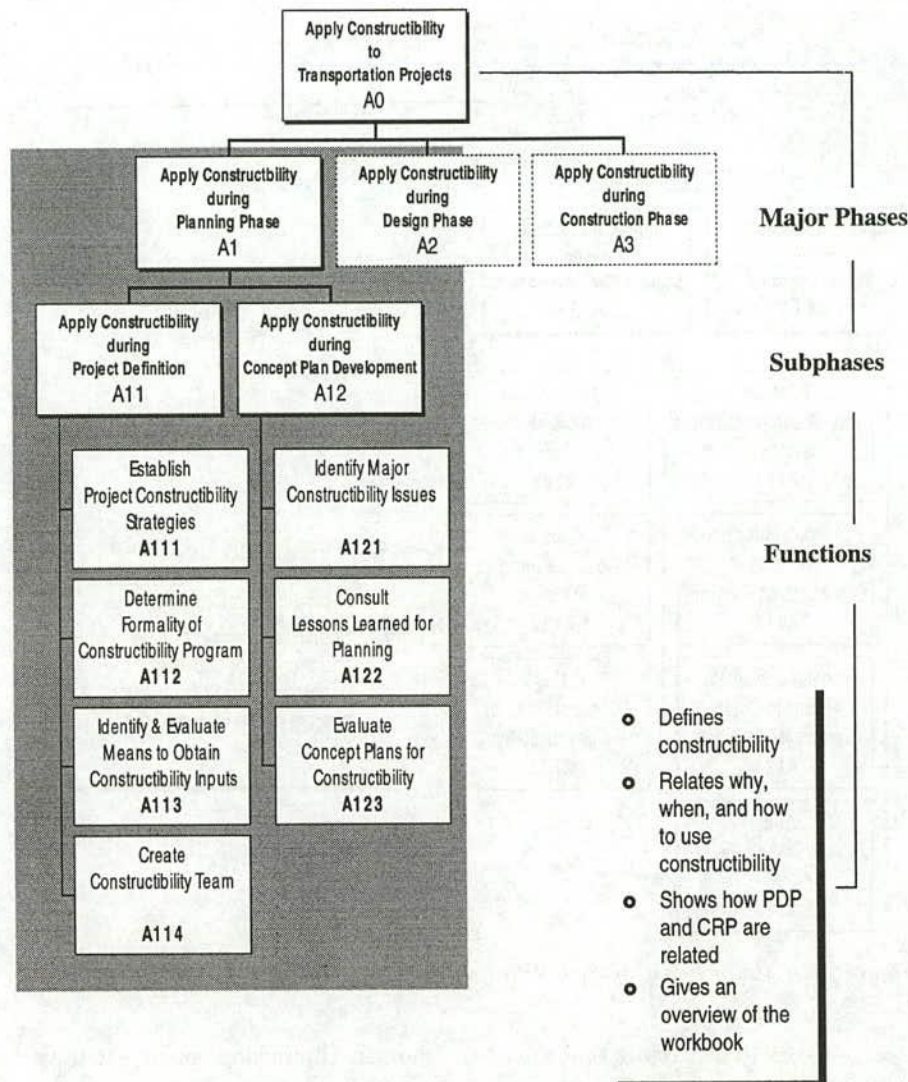 Apply Constructibility
to
Transportation Projects
A0
Apply Constructibility
during
Planning Phase
A1
Apply Constructibility
during
Design Phase
A2
Apply Constructibility
during
Construction Phase
A3
Major Phases
Apply Constructibility
during
Project Definition
A11
Apply Constructibility
during
Concept Plan Development
A12
Subphases
Establish
Project Constructibility
Strategies
A111
Identify Major
Constructibility Issues
A121
Functions
Determine
Formality of
Constructibility Program
A112
Consult
Lessons Learned for
Planning
A122
Identify & Evaluate
Means to Obtain
Constructibility Inputs
A113
Evaluate
Concept Plans for
Constructibility
A123
Create
Constructibility Team
A114
Defines
constructibility
Relates why,
when, and how
to use
constructibility
Shows how PDP
and CRP are
related
Gives an
overview of the
workbook